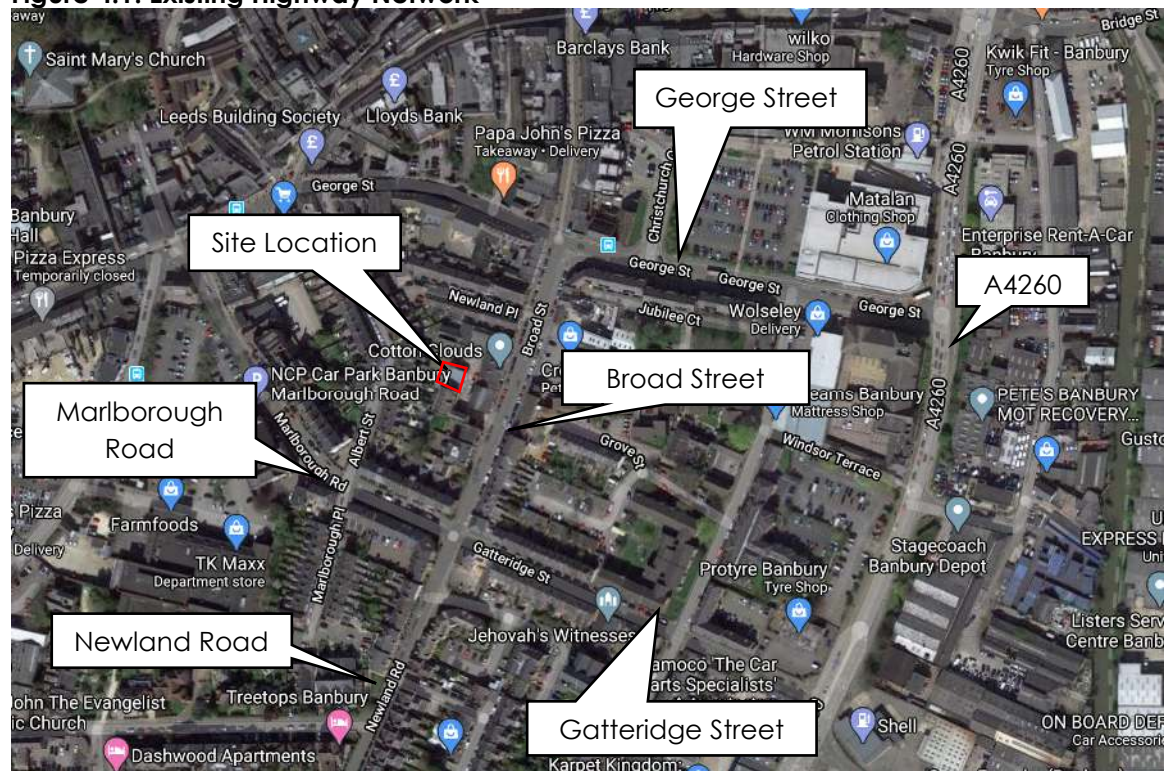 Figure 4.1: Existing Highway Network
Saint Mary's Church
Barclays Bank
wilko
Hardware Shop
A4260
Kwik Fit - Banbury
Tyre Shop
Bridge St
Leeds Building Society
Lloyds Bank
George Street
Papa John's Pizza
Takeaway • Delivery
WM Morrisons
Petrol Station
A4260
George St
Christchurch
Matalan
Clothing Shop
Banbury
Enterprise Rent-A-Car
Pizza Express
Temporarily closed
Site Location
George St
George St
George St
A4260
Newland Pl
Broad St
Jubilee Ct
Wolseley
Delivery
Cotton Clouds
NCP Car Park Banbury
Marlborough Road
Broad Street
Banbury
Mattress Shop
A4260
PETE'S BANBURY
MOT RECOVERY...
Marlborough
Road
Albert St
Marlborough Rd
Grove St
Windsor Terrace
Pizza
Delivery
Farmfoods
TK Maxx
Department store
Marlborough Pl
Gatteridge St
Protyre Banbury
Tyre Shop
Stagecoach
Banbury Depot
EXPRESS
Newland Road
Jehovah's Witnesses
'The Car
Specialists'
Listers
Centre
The Evangelist
Church
Treetops Banbury
Newland Rd
Gatteridge Street
Shell
ON BOARD
Car
Dashwood Apartments
Karpet Kingdom: